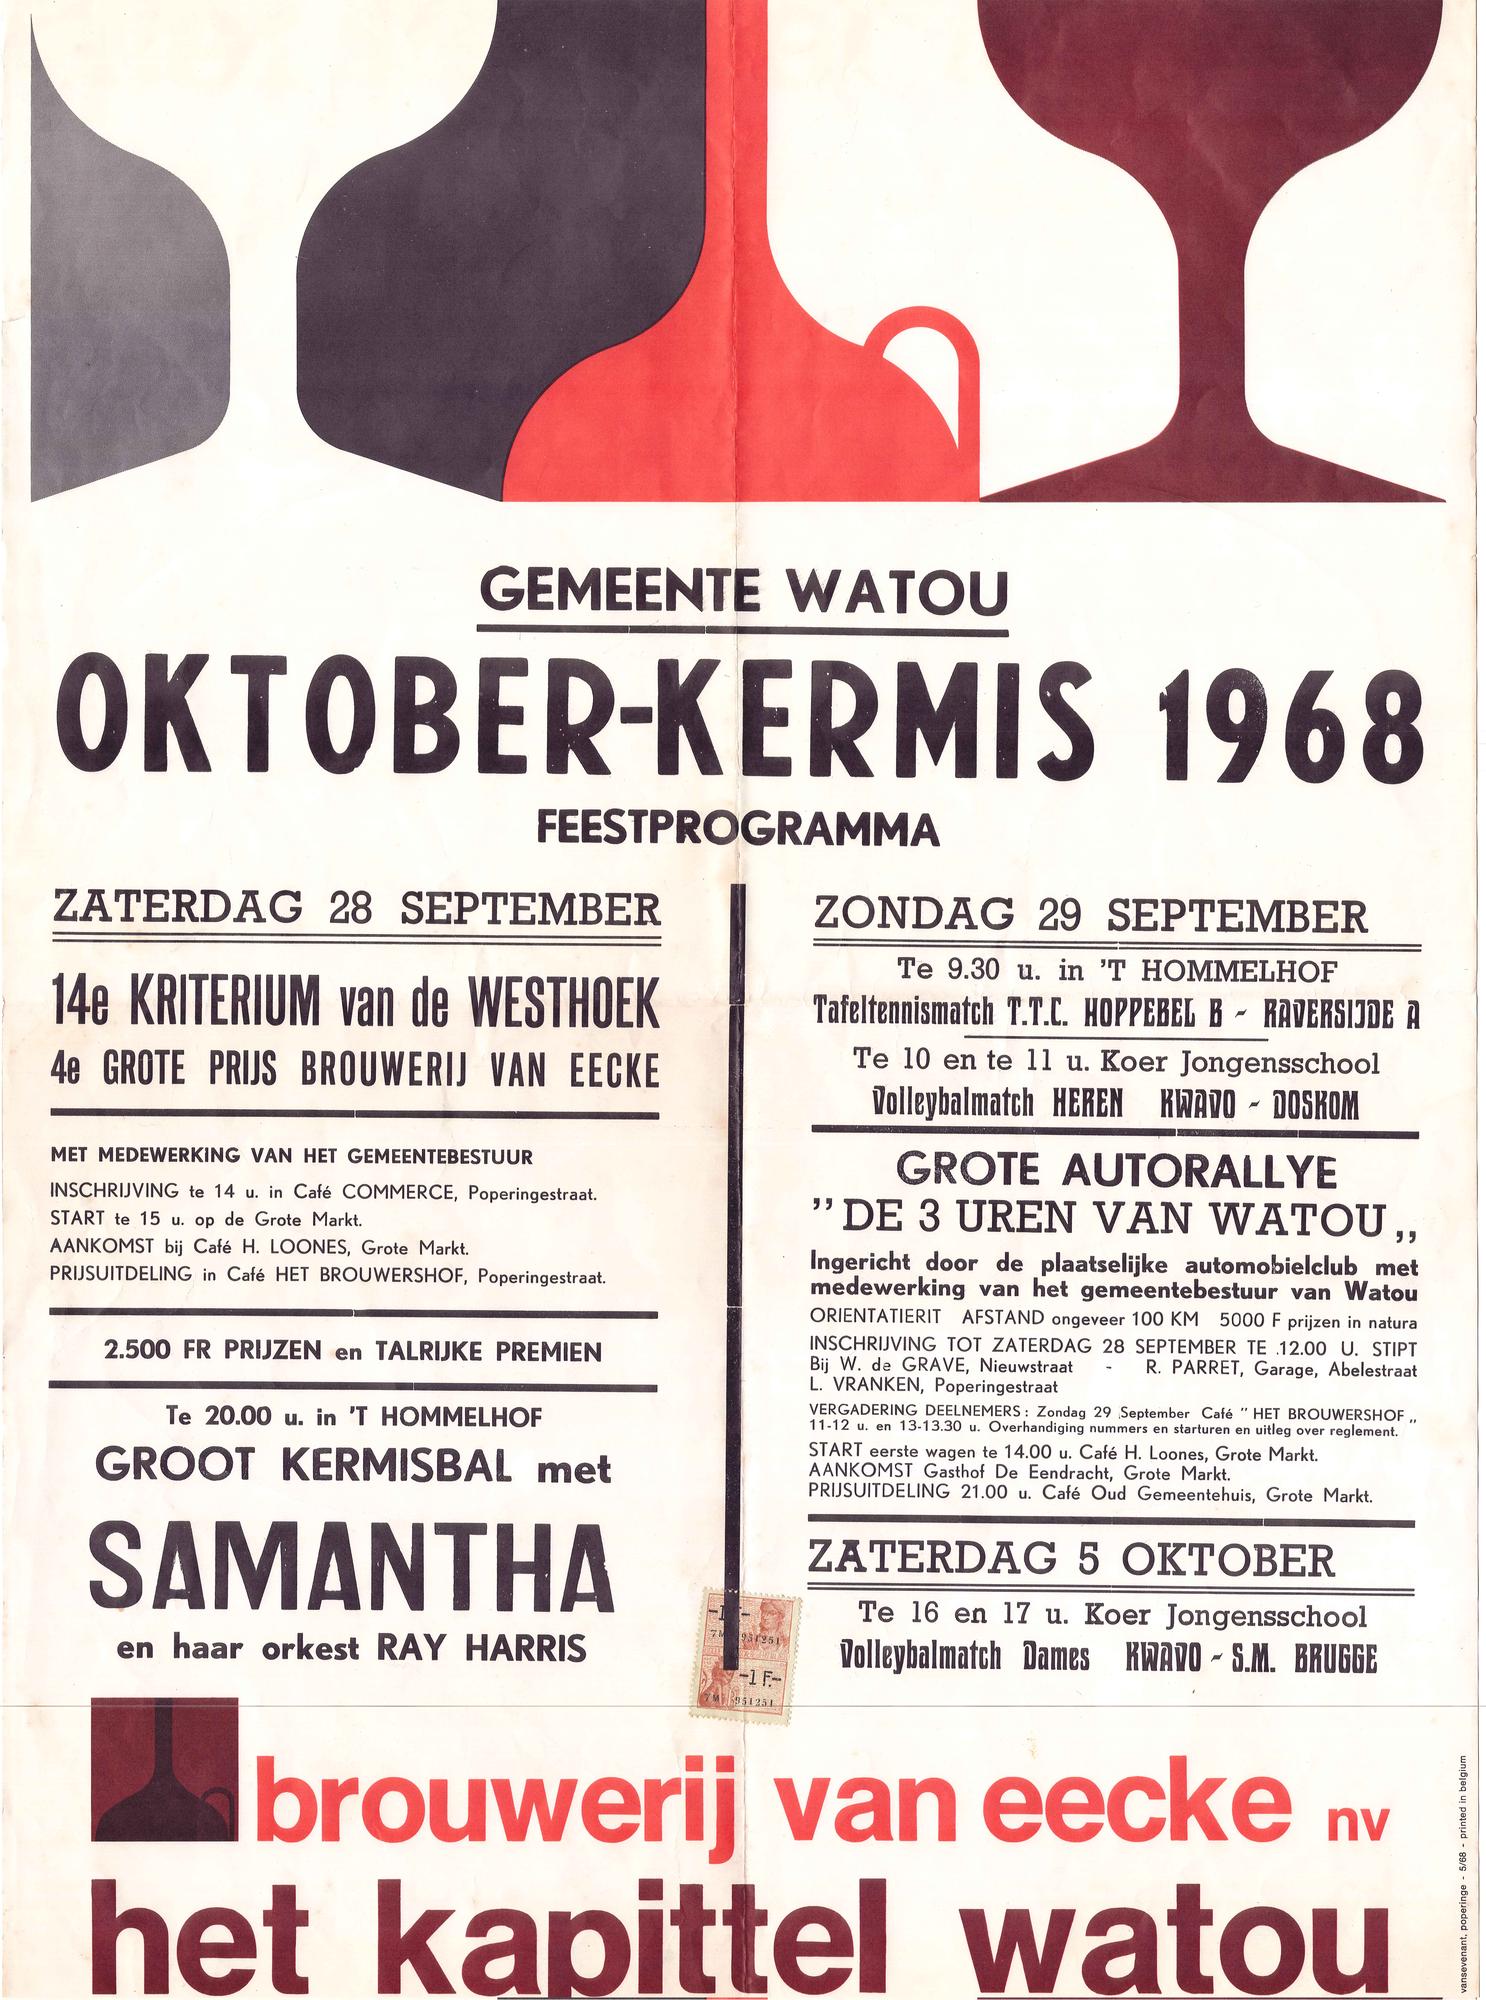 GEMEENTE WATOU
OKTOBER-KERMIS 1968
FEESTPROGRAMMA
ZATERDAG 28 SEPTEMBER
14e KRITERIUM van de WESTHOEK
4e GROTE PRIJS BROUWERIJ VAN EECKE
MET MEDEWERKING VAN HET GEMEENTEBESTUUR
INSCHRIJVING te 14 u. in Café COMMERCE, Poperingestraat.
START te 15 u. op de Grote Markt.
AANKOMST bij Café H. LOONES, Grote Markt.
PRIJSUITDELING in Café HET BROUWERSHOF, Poperingestraat.
2.500 FR PRIJZEN en TALRIJKE PREMIEN
Te 20.00 u. in 'T HOMMELHOF
GROOT KERMISBAL met
SAMANTHA
en haar orkest RAY HARRIS
ZONDAG 29 SEPTEMBER
Te 9.30 u. in 'T HOMMELHOF
Tafeltennismatch T.T.C. HOPPEBEL B - RAVERSIJDE A
Te 10 en te 11 u. Koer Jongensschool
Volleybalmatch HEREN KWAVO - DOSKOM
GROTE AUTORALLYE
" DE 3 UREN VAN WATOU „
Ingericht door de plaatselijke automobielclub met
medewerking van het gemeentebestuur van Watou
ORIENTATIERIT AFSTAND ongeveer 100 KM 5000 F prijzen in natura
INSCHRIJVING TOT ZATERDAG 28 SEPTEMBER TE 12.00 U. STIPT
Bij W. de GRAVE, Nieuwstraat - R. PARRET, Garage, Abelestraat
L. VRANKEN, Poperingestraat
VERGADERING DEELNEMERS : Zondag 29 September Café " HET BROUWERSHOF „
11-12 u. en 13-13.30 u. Overhandiging nummers en starturen en uitleg over reglement.
START eerste wagen te 14.00 u. Café H. Loones, Grote Markt.
AANKOMST Gasthof De Eendracht, Grote Markt.
PRIJSUITDELING 21.00 u. Café Oud Gemeentehuis, Grote Markt.
ZATERDAG 5 OKTOBER
Te 16 en 17 u. Koer Jongensschool
Volleybalmatch Dames KWAVO - S.M. BRUGGE
7M 951251
-1 F.-
7M 951251
brouwerij van eecke nv
het kapittel watou
vansevenant, poperinge - 5/68 - printed in belgium